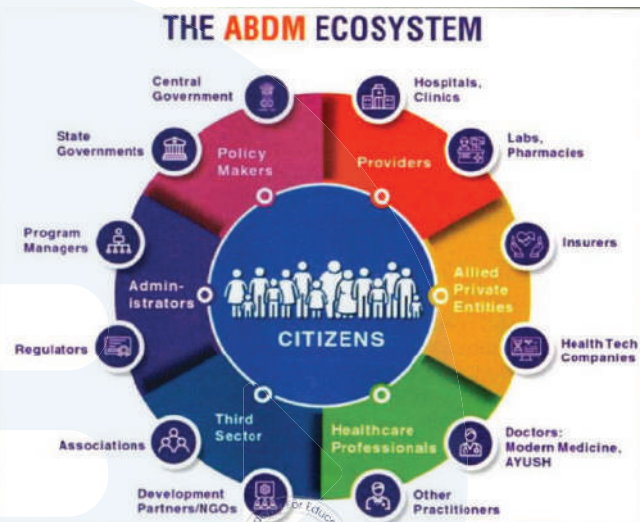 THE ABDM ECOSYSTEM
Central
Government
Hospitals,
Clinics
State
Governments
Policy
Makers
Providers
Labs,
Pharmacies
Program
Managers
Admin-
istrators
CITIZENS
Allied
Private
Entities
Insurers
Regulators
Health Tech
Companies
Third
Sector
Healthcare
Professionals
Associations
Doctors:
Modern Medicine,
AYUSH
Development
Partners/NGOs
Other
Practitioners
for Educ